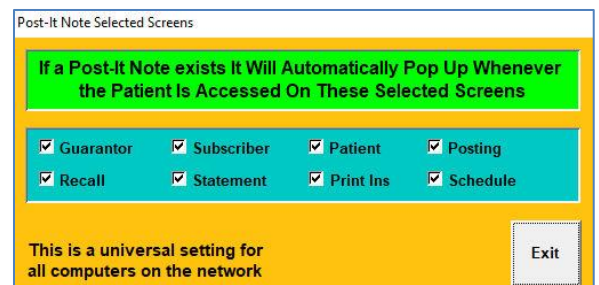 Post-It Note Selected Screens
If a Post-It Note exists It Will Automatically Pop Up Whenever
the Patient Is Accessed On These Selected Screens
Guarantor Subscriber Patient Posting
Recall Statement Print Ins Schedule
This is a universal setting for
all computers on the network
Exit